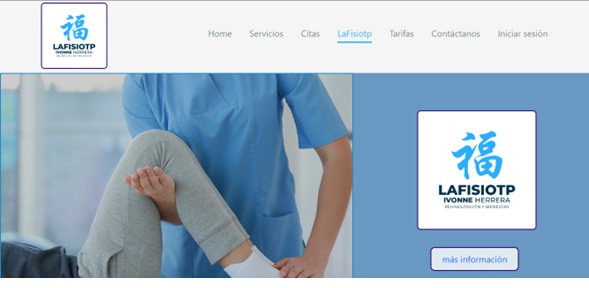 福
LAFISIOTP
IVONNE HERRERA
Home Servicios Citas LaFisiotp Tarifas Contáctanos Iniciar sesión
福
LAFISIOTP
IVONNE HERRERA
REHABILITACIÓN Y BIENESTAR
más información